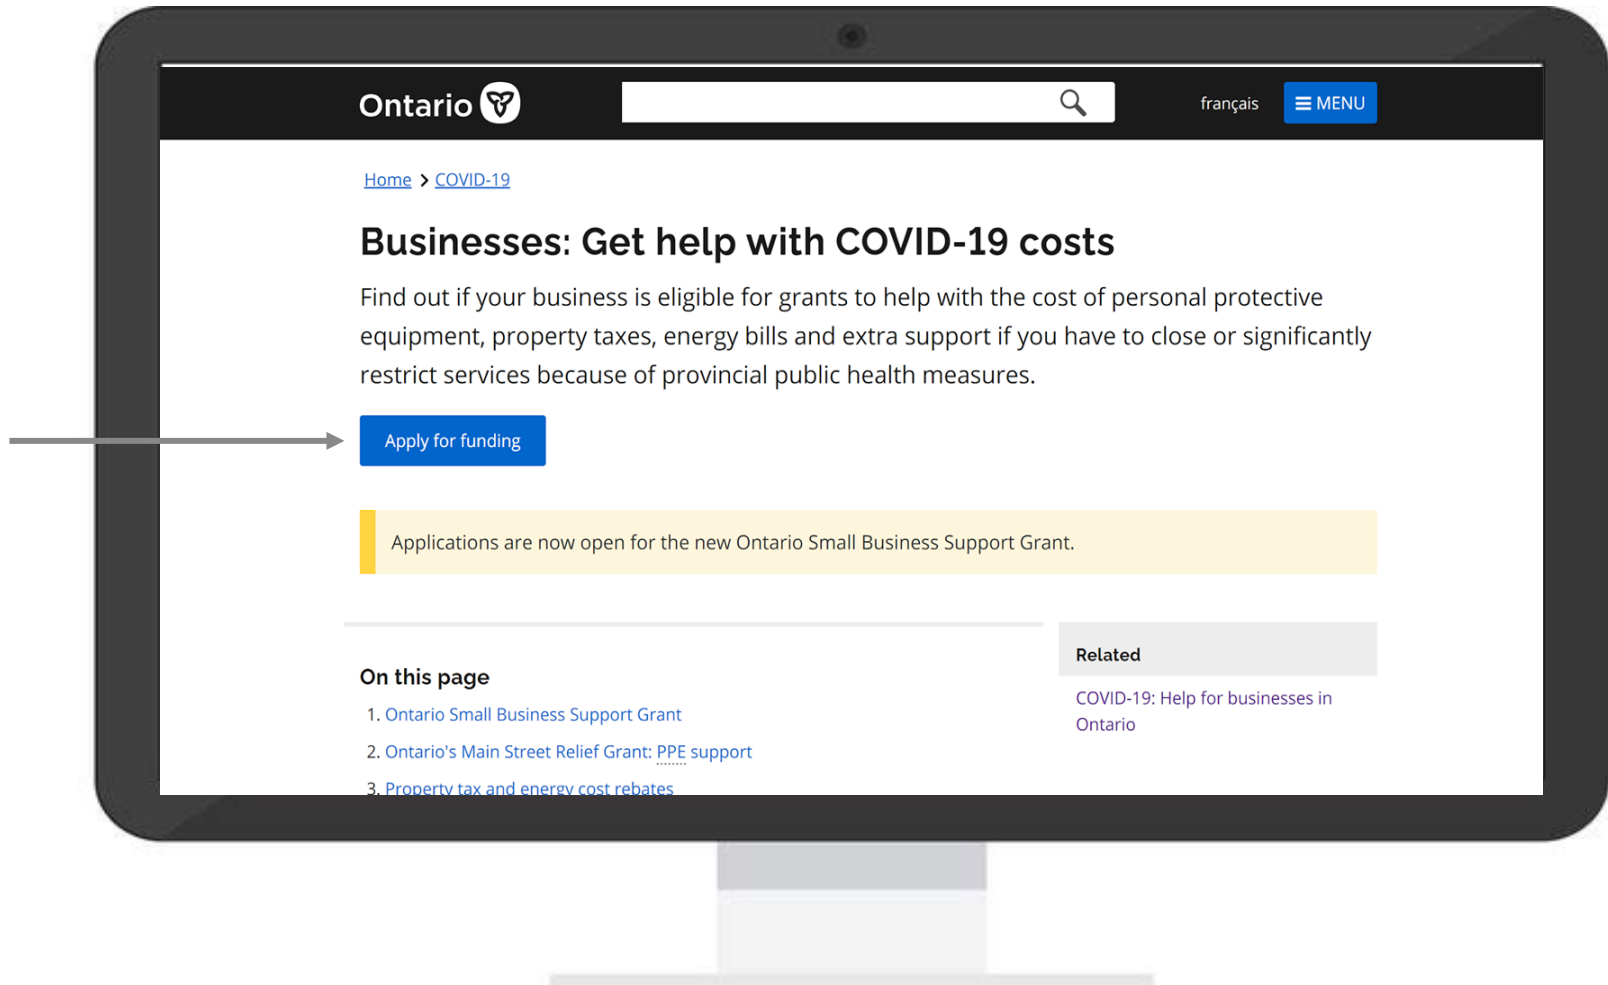 Ontario
français
MENU
Home > COVID-19
Businesses: Get help with COVID-19 costs
Find out if your business is eligible for grants to help with the cost of personal protective
equipment, property taxes, energy bills and extra support if you have to close or significantly
restrict services because of provincial public health measures.
Apply for funding
Applications are now open for the new Ontario Small Business Support Grant.
On this page
1. Ontario Small Business Support Grant
2. Ontario's Main Street Relief Grant: PPE support
3. Property tax and energy cost rebates
Related
COVID-19: Help for businesses in
Ontario